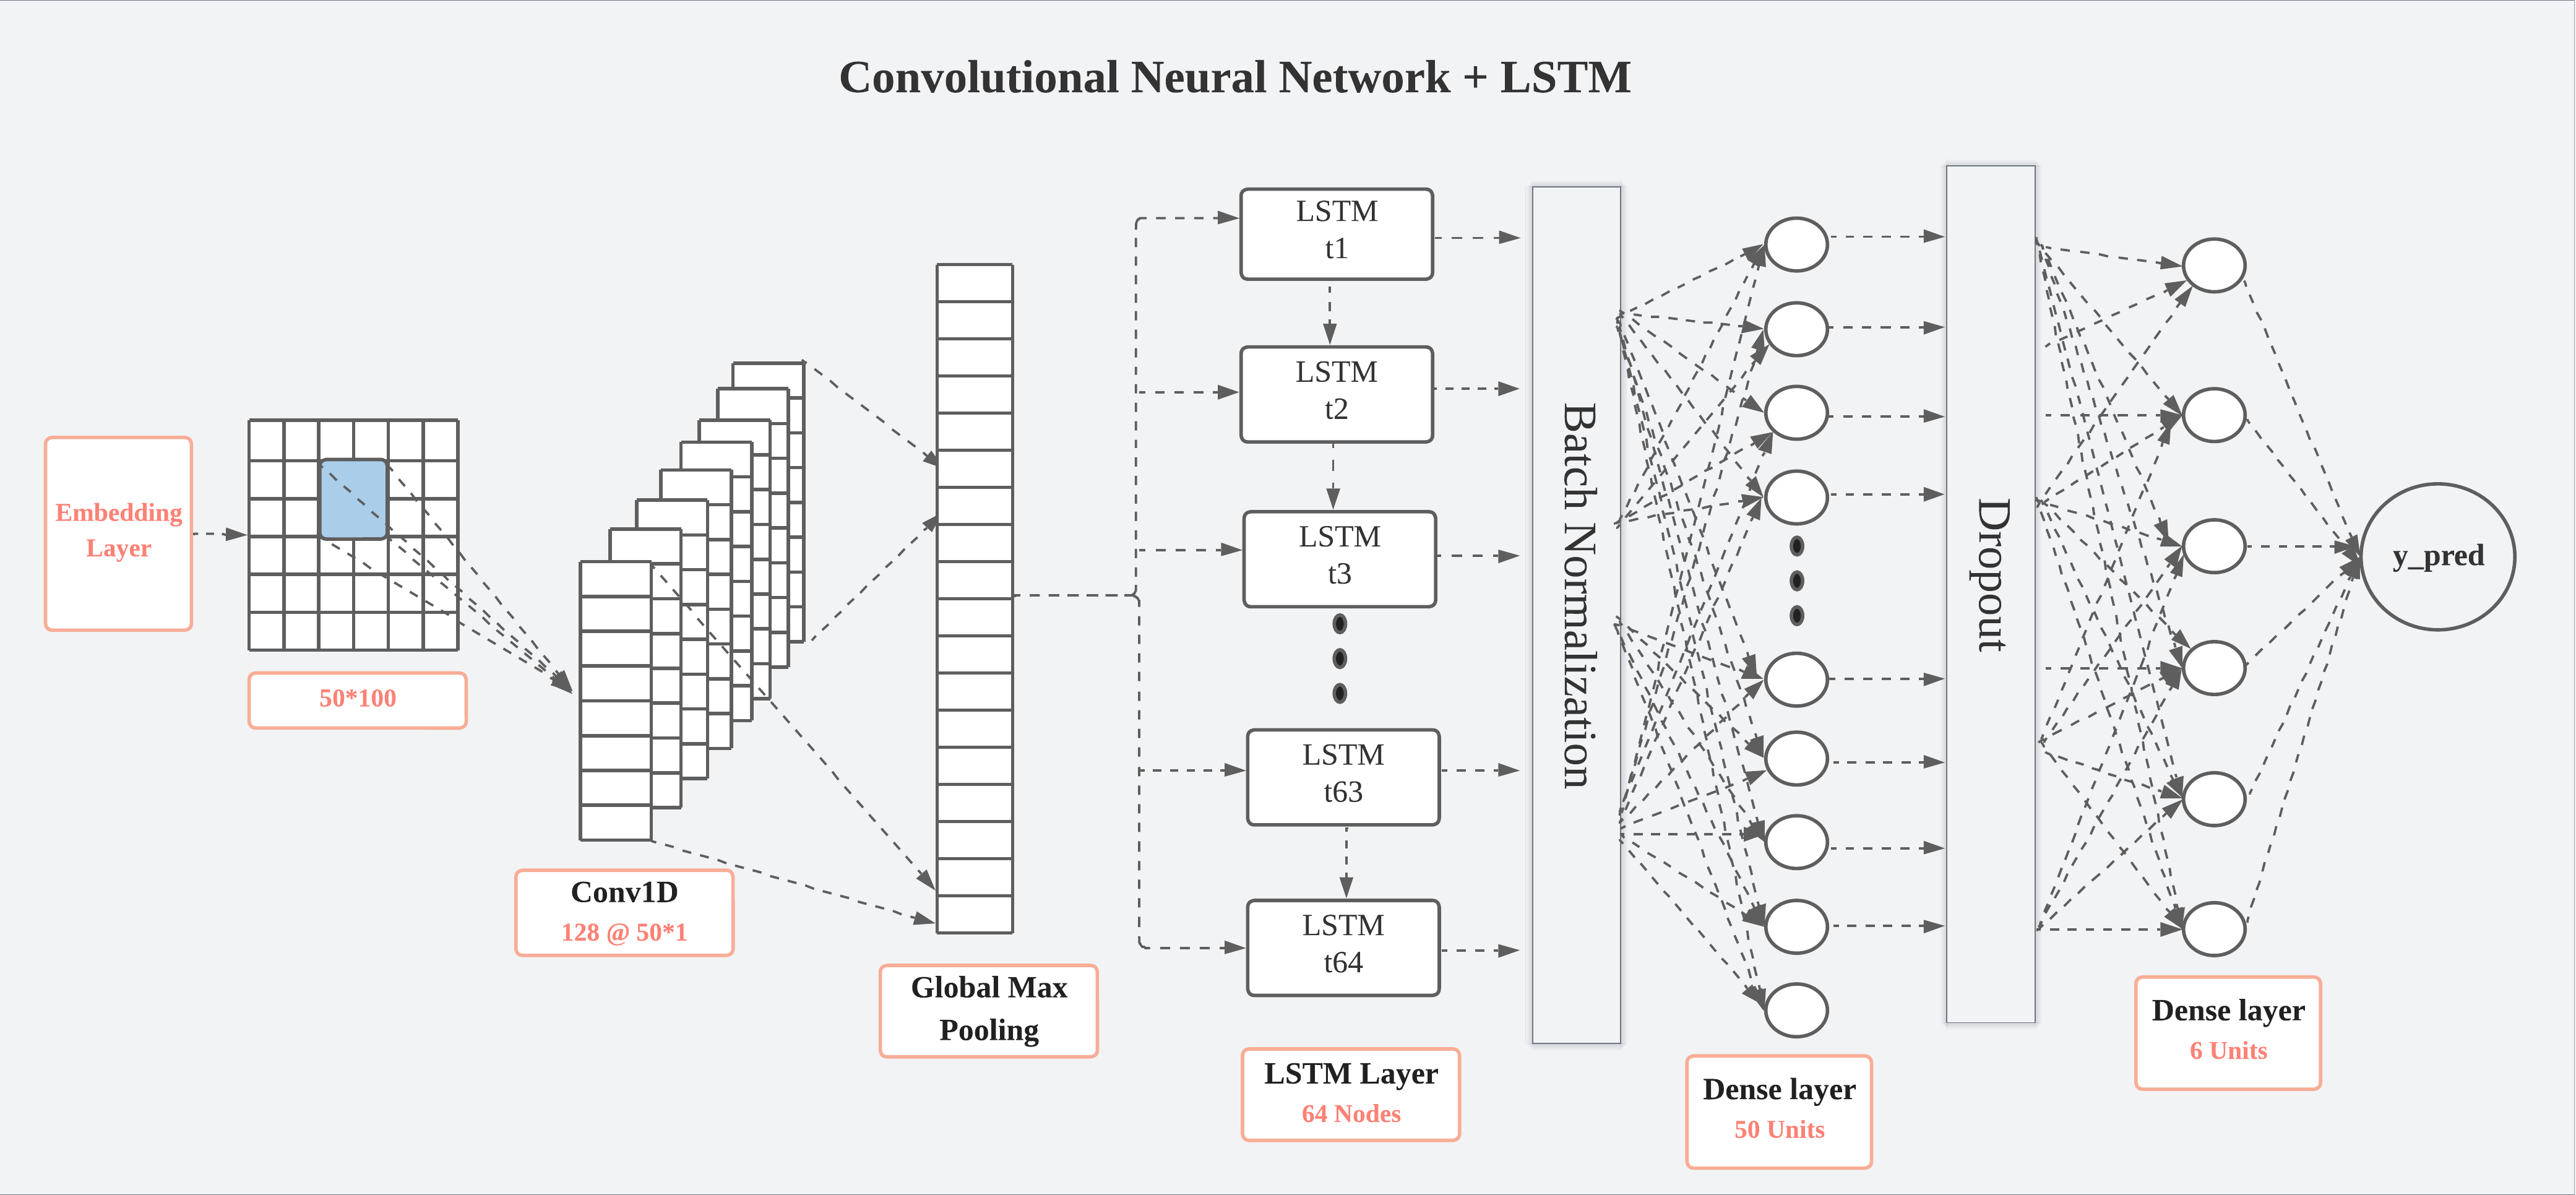 Convolutional Neural Network + LSTM
Embedding
Layer
50*100
Conv1D
128 @ 50*1
Global Max
Pooling
LSTM
t1
LSTM
t2
LSTM
t3
LSTM
t63
LSTM
t64
LSTM Layer
64 Nodes
Batch Normalization
Dense layer
50 Units
Dropout
Dense layer
6 Units
y_pred